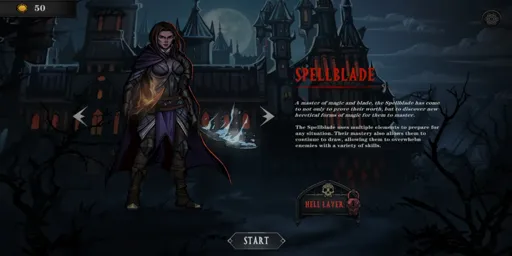 50
SPELLBLADE
A master of magic and blade, the Spellblade has come
to not only to prove their worth, but to discover new
heretical forms of magic for them to master.
The Spellblade uses multiple elements to prepare for
any situation. Their mastery also allows them to
continue to draw, allowing them to overwhelm
enemies with a variety of skills.
HELL LAYER
START